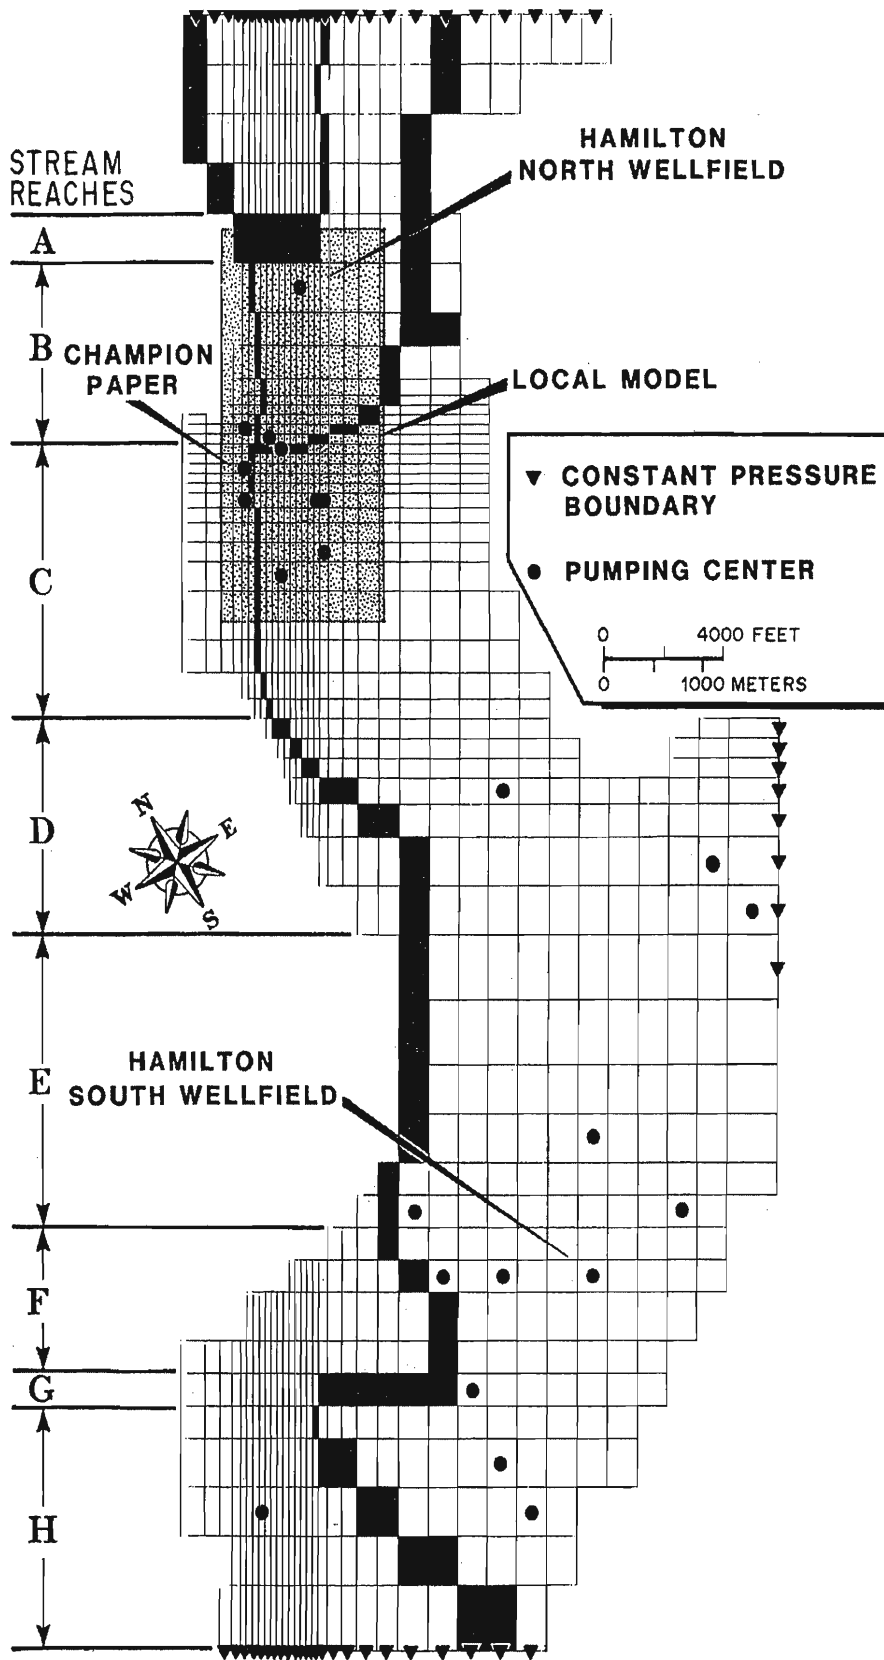 HAMILTON
NORTH WELLFIELD
STREAM
REACHES
A
B
CHAMPION
PAPER
LOCAL MODEL
CONSTANT PRESSURE
BOUNDARY
PUMPING CENTER
C
0 4000 FEET
0 1000 METERS
D
N
E
W
S
HAMILTON
SOUTH WELLFIELD
E
F
G
H